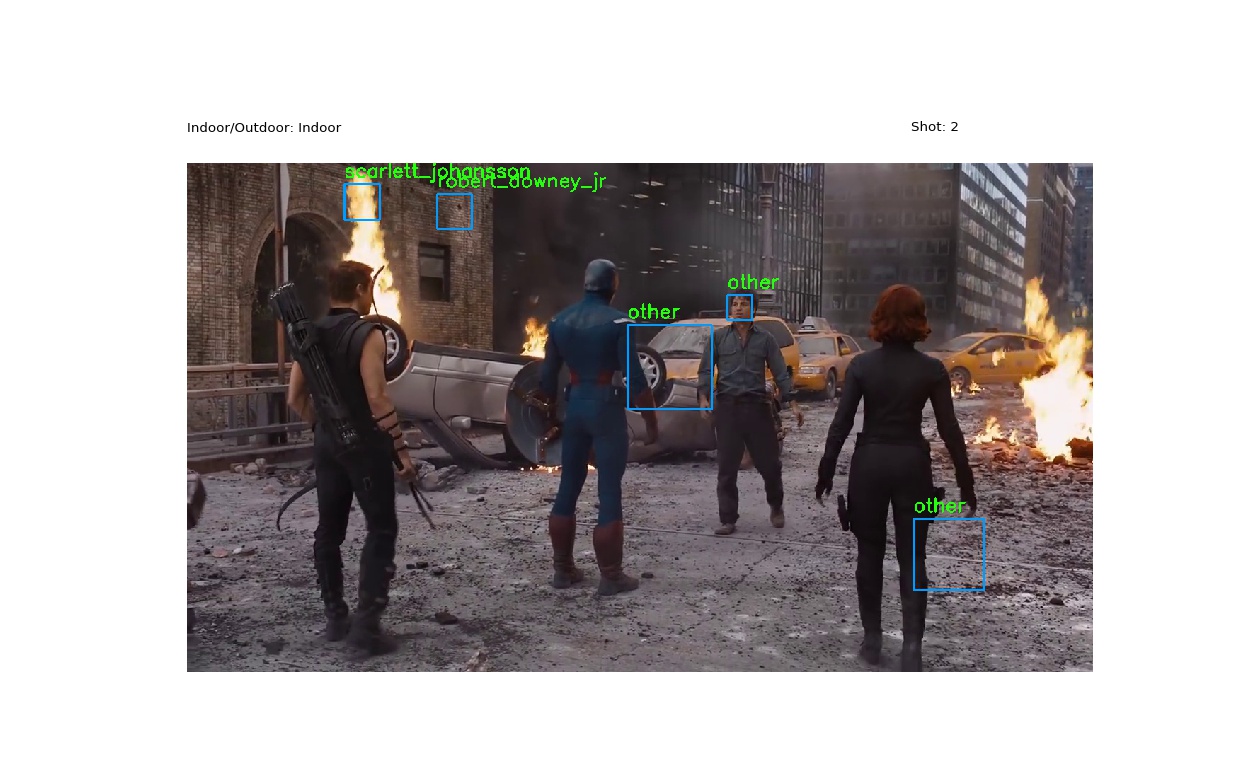 Indoor/Outdoor: Indoor
Shot: 2
scarlett_johansson
robert_downey_jr
other
other
other